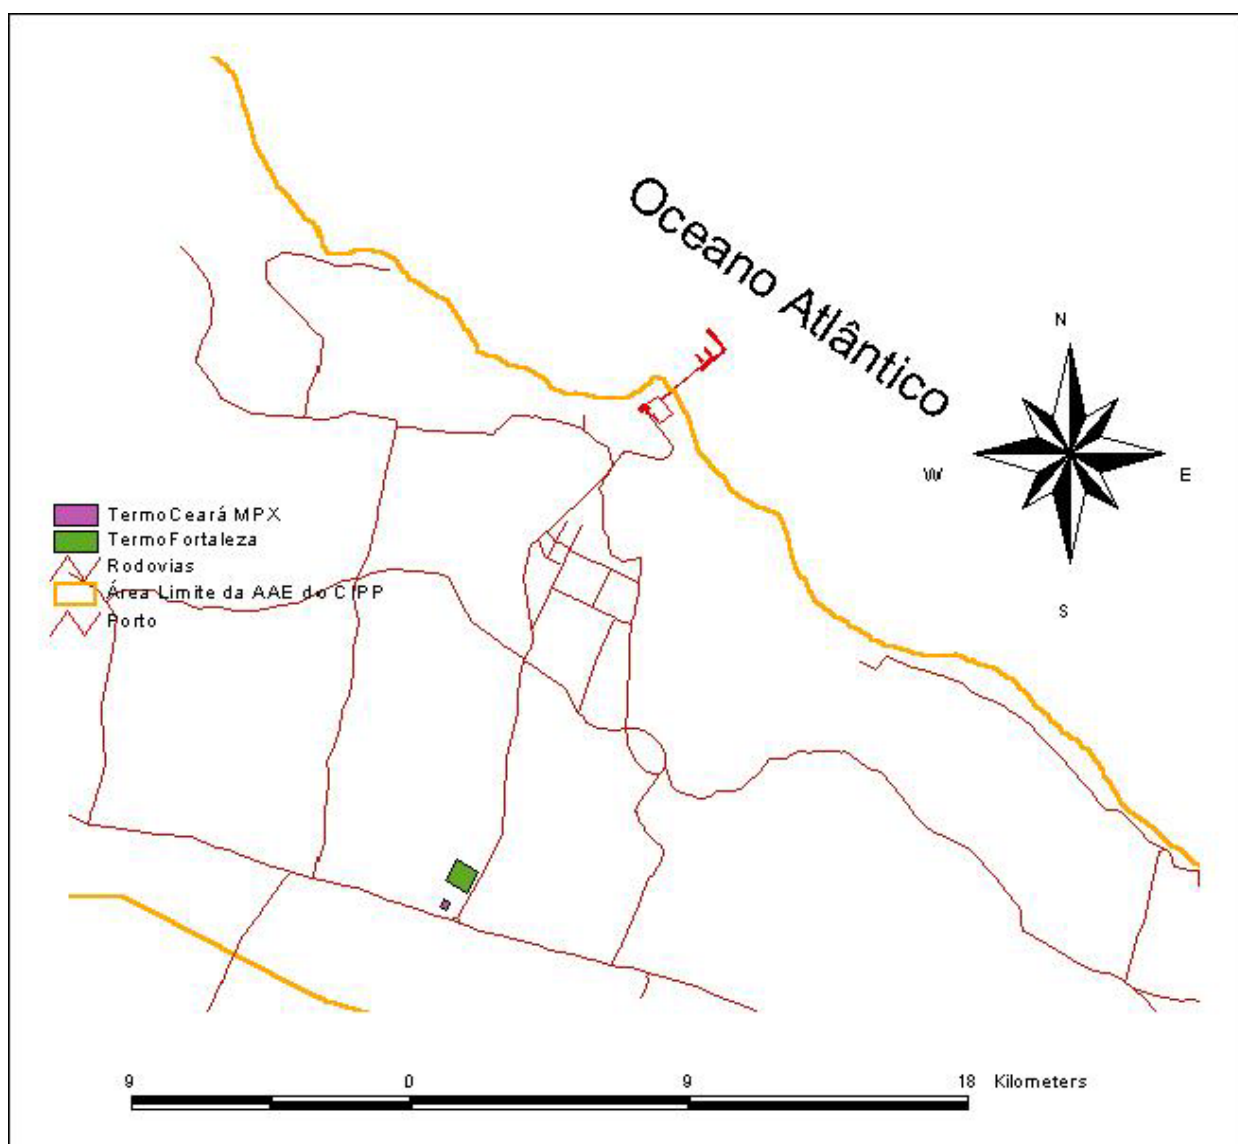 Oceano Atlântico
N
W
E
S
TermoCeará MPX
TermoFortaleza
Rodovias
Área Limite da AAE do CIPP
Porto
9 0 9 18 Kilometers